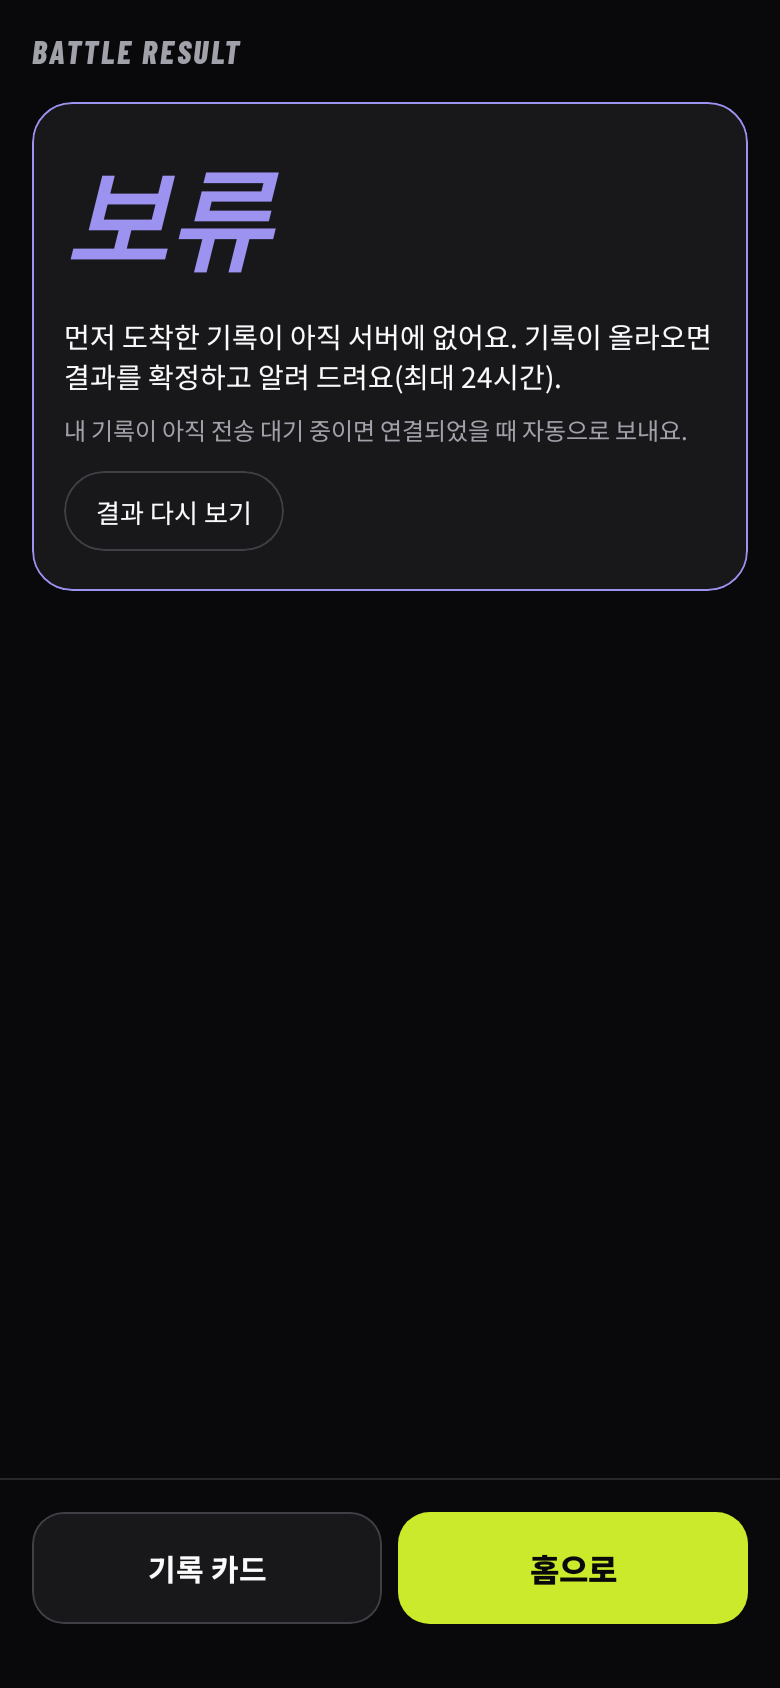 BATTLE RESULT
보류
먼저 도착한 기록이 아직 서버에 없어요. 기록이 올라오면
결과를 확정하고 알려 드려요(최대 24시간).
내 기록이 아직 전송 대기 중이면 연결되었을 때 자동으로 보내요.
결과 다시 보기
기록 카드
홈으로